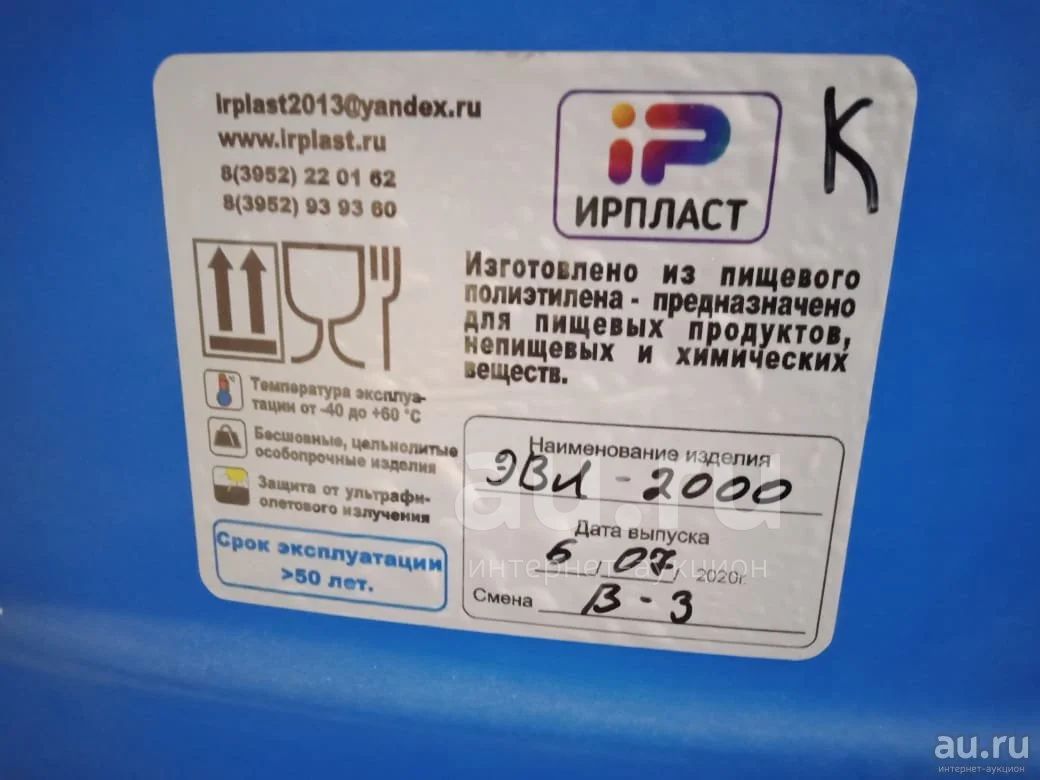 irplast2013@yandex.ru
www.irplast.ru
8(3952) 22 01 62
8(3952) 93 93 60
iP
ИРПЛАСТ
К
Изготовлено из пищевого
полиэтилена - предназначено
для пищевых продуктов,
непищевых и химических
веществ.
°C
Температура эксплуа-
тации от -40 до +60 °C
Бесшовные, цельнолитые
особопрочные изделия
Защита от ультрафи-
олетового излучения
Срок эксплуатации
>50 лет.
Наименование изделия
ЭВЛ - 2000
Дата выпуска
6, 07, 2020г.
Смена В - 3
au.ru
интернет-аукцион
au.ru
интернет-аукцион